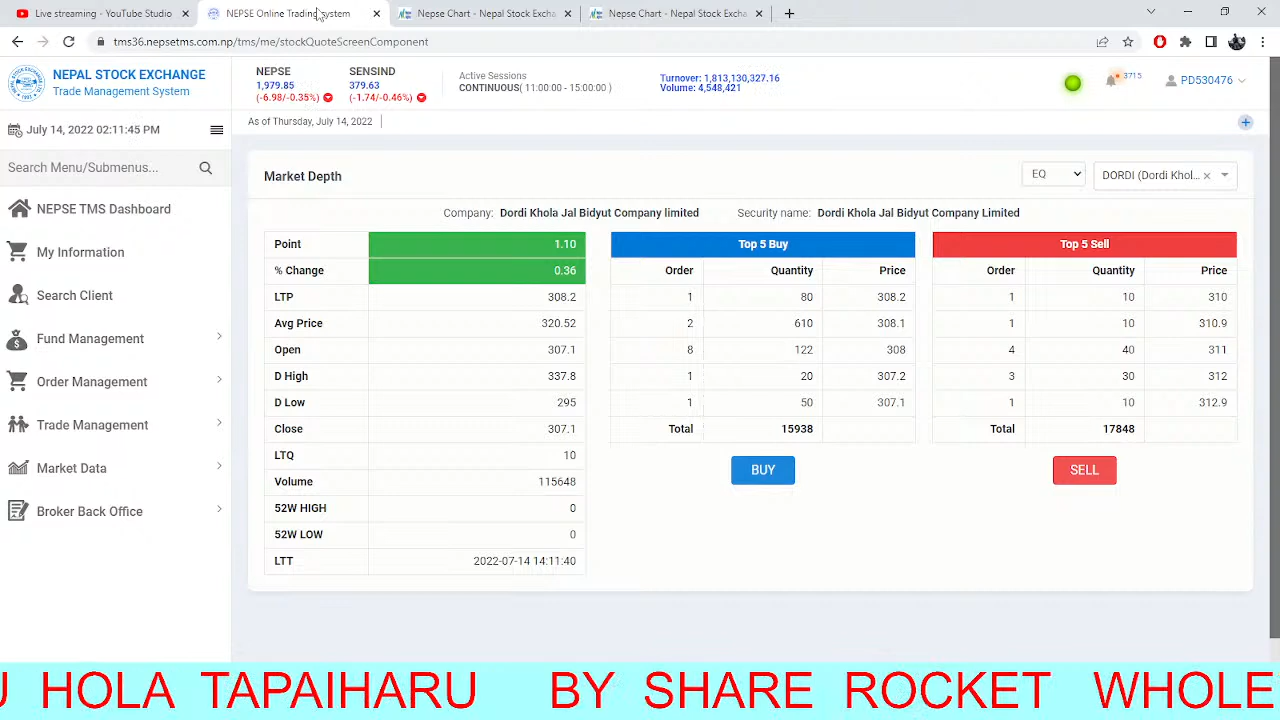 Live streaming - YouTube Studio
NEPSE Online Trading System
Nepse Chart - Nepal Stock Excha
Nepse Chart - Nepal Stock Excha
tms36.nepsetms.com.np/tms/me/stockQuoteScreenComponent
NEPAL STOCK EXCHANGE
Trade Management System
NEPSE
1,979.85
(-6.98/-0.35%)
SENSIND
379.63
(-1.74/-0.46%)
Active Sessions
CONTINUOUS( 11:00:00 - 15:00:00 )
Turnover: 1,813,130,327.16
Volume: 4,548,421
3715
PD530476
July 14, 2022 02:11:45 PM
As of Thursday, July 14, 2022
Search Menu/Submenus...
NEPSE TMS Dashboard
My Information
Search Client
Fund Management
Order Management
Trade Management
Market Data
Broker Back Office
Market Depth
EQ
DORDI (Dordi Khol...
Company: Dordi Khola Jal Bidyut Company limited Security name: Dordi Khola Jal Bidyut Company Limited
Point 1.10
% Change 0.36
LTP 308.2
Avg Price 320.52
Open 307.1
D High 337.8
D Low 295
Close 307.1
LTQ 10
Volume 115648
52W HIGH 0
52W LOW 0
LTT 2022-07-14 14:11:40
Top 5 Buy
Order Quantity Price
1 80 308.2
2 610 308.1
8 122 308
1 20 307.2
1 50 307.1
Total 15938
BUY
Top 5 Sell
Order Quantity Price
1 10 310
1 10 310.9
4 40 311
3 30 312
1 10 312.9
Total 17848
SELL
U HOLA TAPAIHARU BY SHARE ROCKET WHOLE